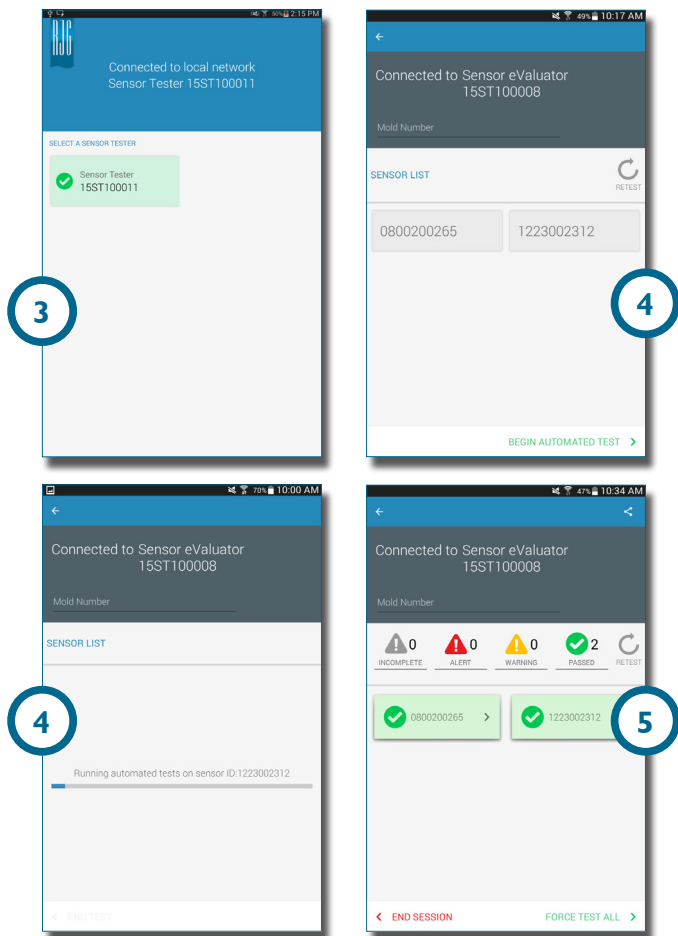 60% 2:15 PM
RJG
Connected to local network
Sensor Tester 15ST100011
SELECT A SENSOR TESTER
Sensor Tester
15ST100011
3
49% 10:17 AM
Connected to Sensor eValuator
15ST100008
Mold Number
SENSOR LIST
RETEST
0800200265
1223002312
4
BEGIN AUTOMATED TEST
70% 10:00 AM
Connected to Sensor eValuator
15ST100008
Mold Number
SENSOR LIST
4
Running automated tests on sensor ID:1223002312
END TEST
47% 10:34 AM
Connected to Sensor eValuator
15ST100008
Mold Number
0 0 0 2
INCOMPLETE ALERT WARNING PASSED RETEST
0800200265
1223002312
5
END SESSION
FORCE TEST ALL